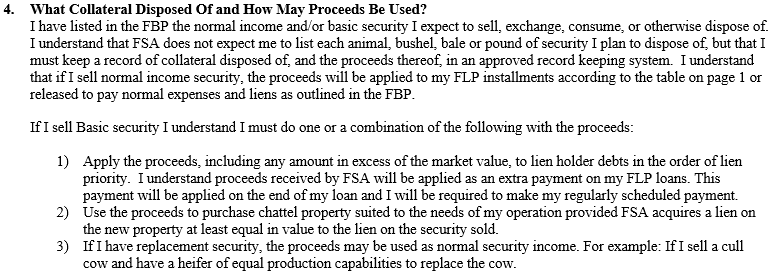 4. What Collateral Disposed Of and How May Proceeds Be Used?
I have listed in the FBP the normal income and/or basic security I expect to sell, exchange, consume, or otherwise dispose of.
I understand that FSA does not expect me to list each animal, bushel, bale or pound of security I plan to dispose of, but that I
must keep a record of collateral disposed of, and the proceeds thereof, in an approved record keeping system. I understand
that if I sell normal income security, the proceeds will be applied to my FLP installments according to the table on page 1 or
released to pay normal expenses and liens as outlined in the FBP.
If I sell Basic security I understand I must do one or a combination of the following with the proceeds:
1) Apply the proceeds, including any amount in excess of the market value, to lien holder debts in the order of lien
priority. I understand proceeds received by FSA will be applied as an extra payment on my FLP loans. This
payment will be applied on the end of my loan and I will be required to make my regularly scheduled payment.
2) Use the proceeds to purchase chattel property suited to the needs of my operation provided FSA acquires a lien on
the new property at least equal in value to the lien on the security sold.
3) If I have replacement security, the proceeds may be used as normal security income. For example: If I sell a cull
cow and have a heifer of equal production capabilities to replace the cow.